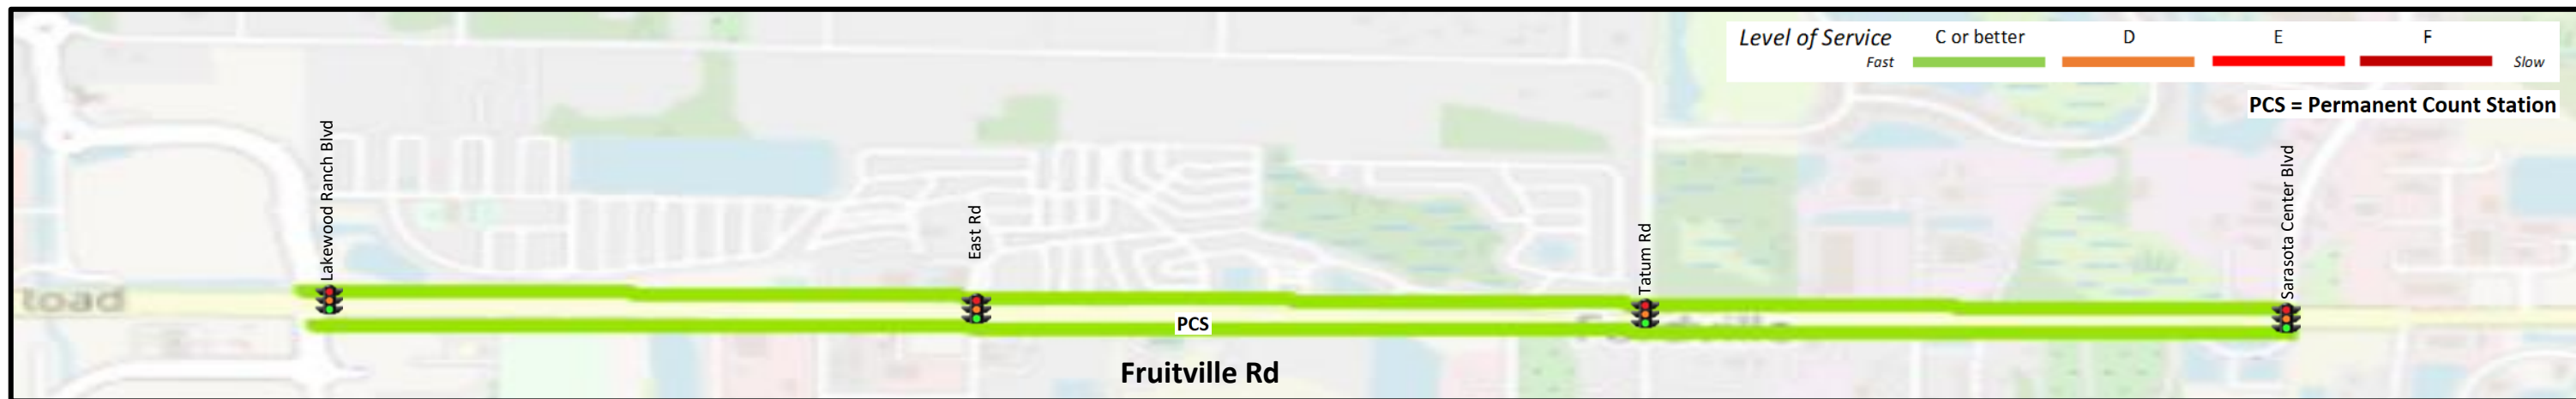 Level of Service C or better D E F
Fast Slow
PCS = Permanent Count Station
Lakewood Ranch Blvd
East Rd
Tatum Rd
Sarasota Center Blvd
toad
PCS
Fruitville Rd